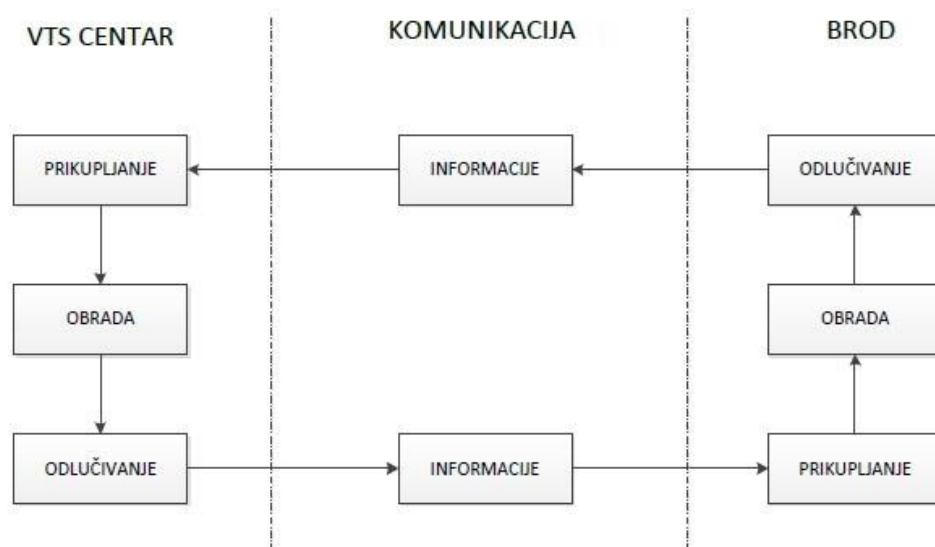 VTS CENTAR
KOMUNIKACIJA
BROD
PRIKUPLJANJE
INFORMACIJE
ODLUČIVANJE
OBRADA
OBRADA
ODLUČIVANJE
INFORMACIJE
PRIKUPLJANJE